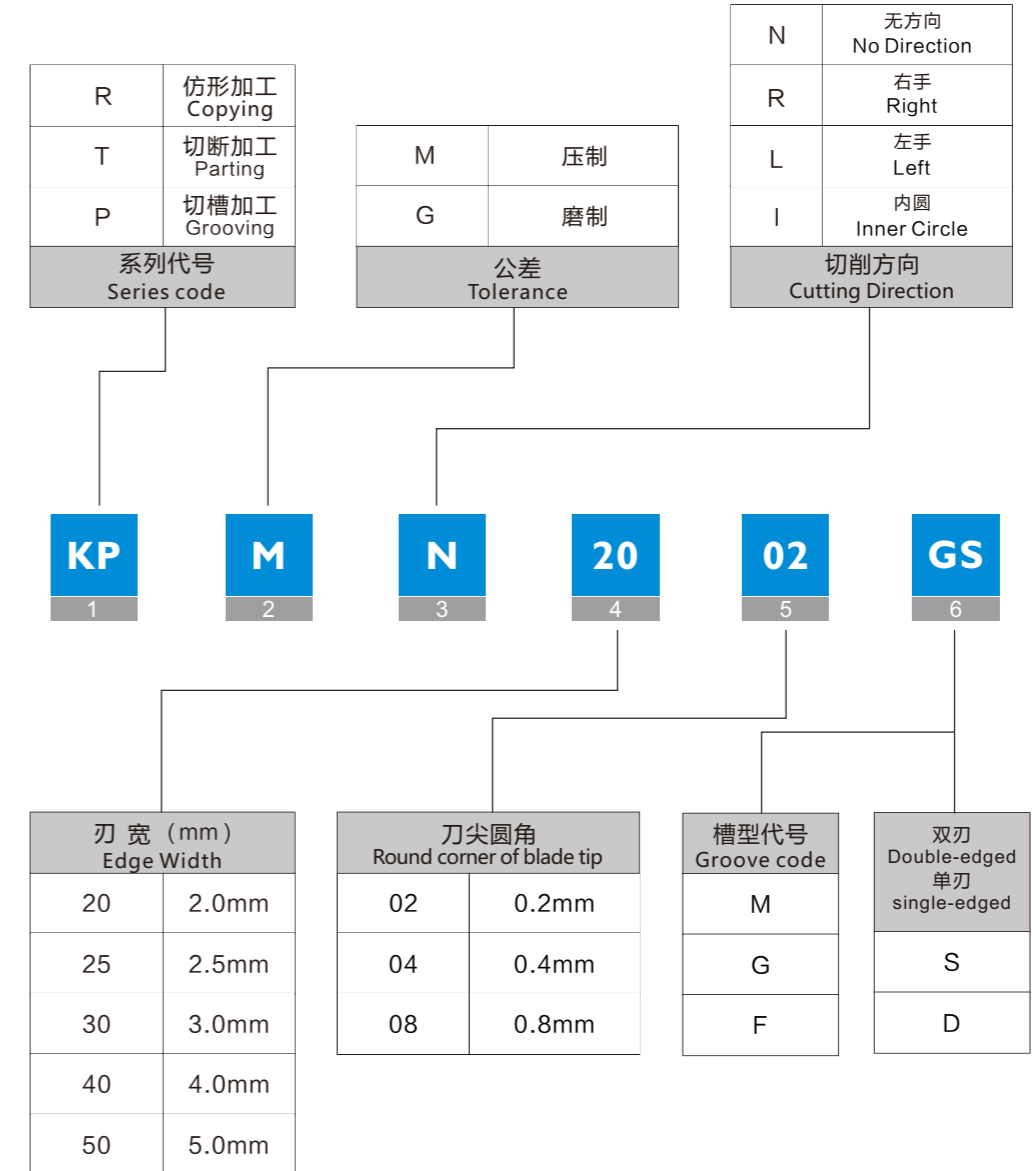 R 仿形加工
Copying
T 切断加工
Parting
P 切槽加工
Grooving
系列代号
Series code
M 压制
G 磨制
公差
Tolerance
N 无方向
No Direction
R 右手
Right
L 左手
Left
I 内圆
Inner Circle
切削方向
Cutting Direction
KP M N 20 02 GS
1 2 3 4 5 6
刃 宽（mm）
Edge Width
20 2.0mm
25 2.5mm
30 3.0mm
40 4.0mm
50 5.0mm
刀尖圆角
Round corner of blade tip
02 0.2mm
04 0.4mm
08 0.8mm
槽型代号
Groove code
M
G
F
双刃
Double-edged
单刃
single-edged
S
D